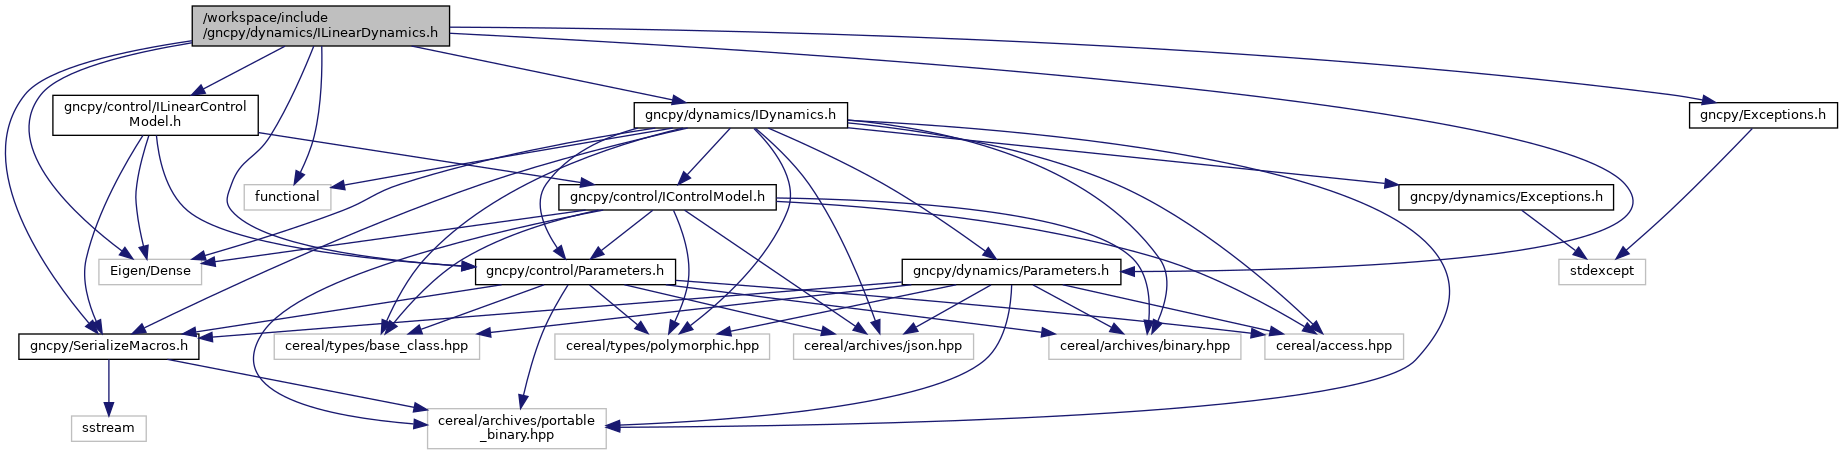 /workspace/include
/gncpy/dynamics/ILinearDynamics.h
gncpy/control/ILinearControl
Model.h
gncpy/dynamics/IDynamics.h
gncpy/Exceptions.h
functional
gncpy/control/IControlModel.h
gncpy/dynamics/Exceptions.h
Eigen/Dense
gncpy/control/Parameters.h
gncpy/dynamics/Parameters.h
stdexcept
gncpy/SerializeMacros.h
cereal/types/base_class.hpp
cereal/types/polymorphic.hpp
cereal/archives/json.hpp
cereal/archives/binary.hpp
cereal/access.hpp
sstream
cereal/archives/portable
_binary.hpp